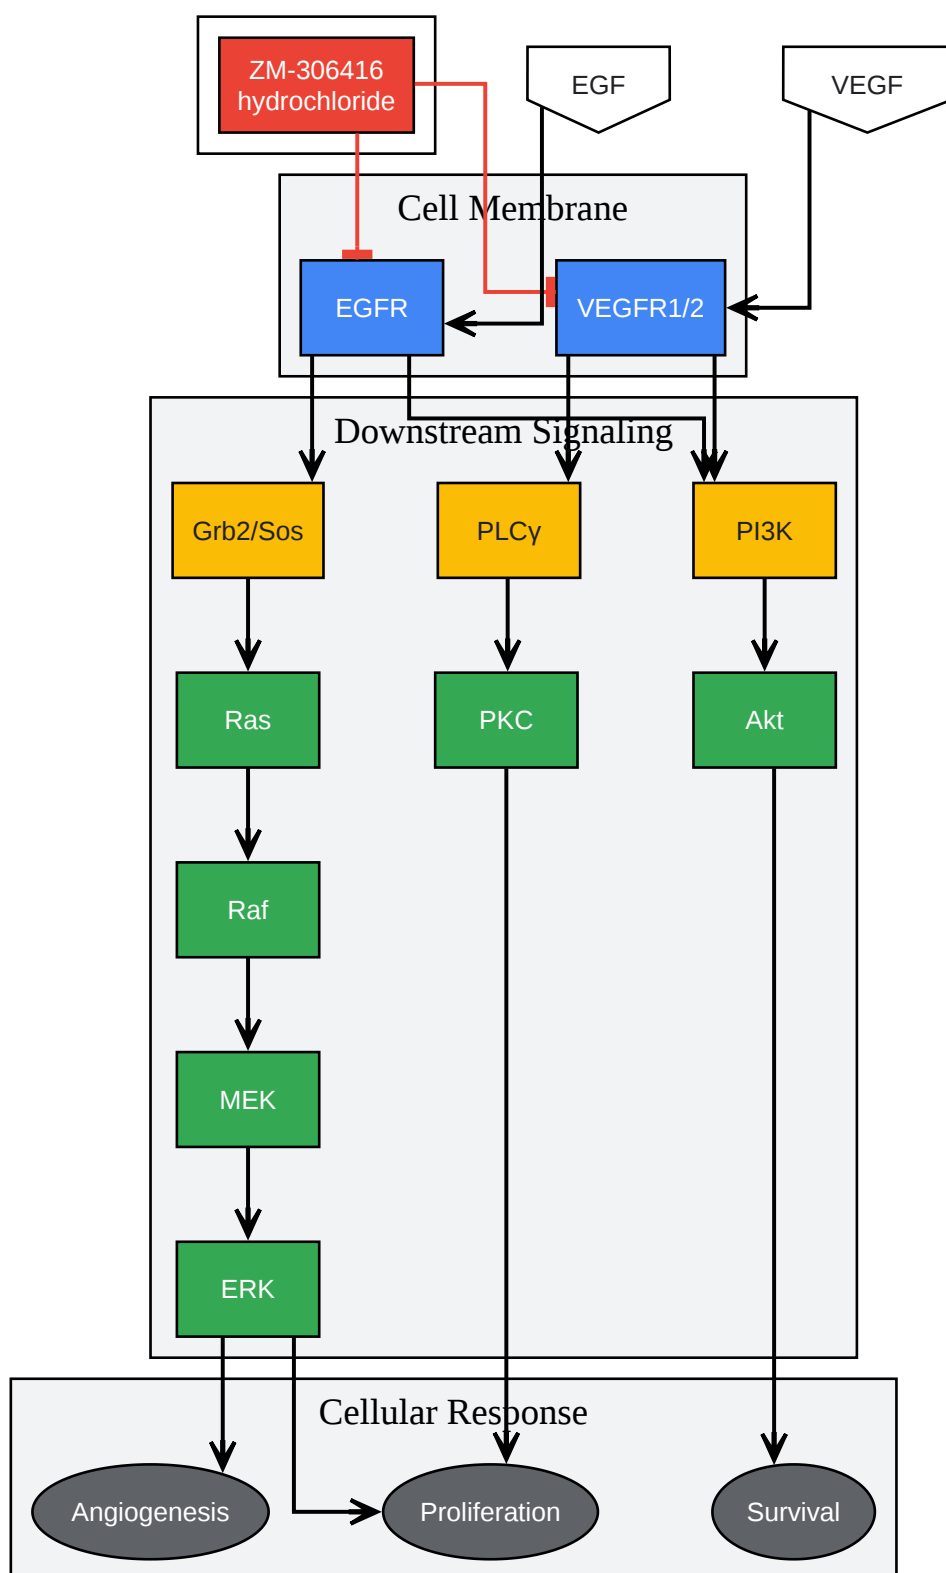 ZM-306416
hydrochloride
EGF
VEGF
Cell Membrane
EGFR
VEGFR1/2
Downstream Signaling
Grb2/Sos
PLCγ
PI3K
Ras
PKC
Akt
Raf
MEK
ERK
Cellular Response
Angiogenesis
Proliferation
Survival